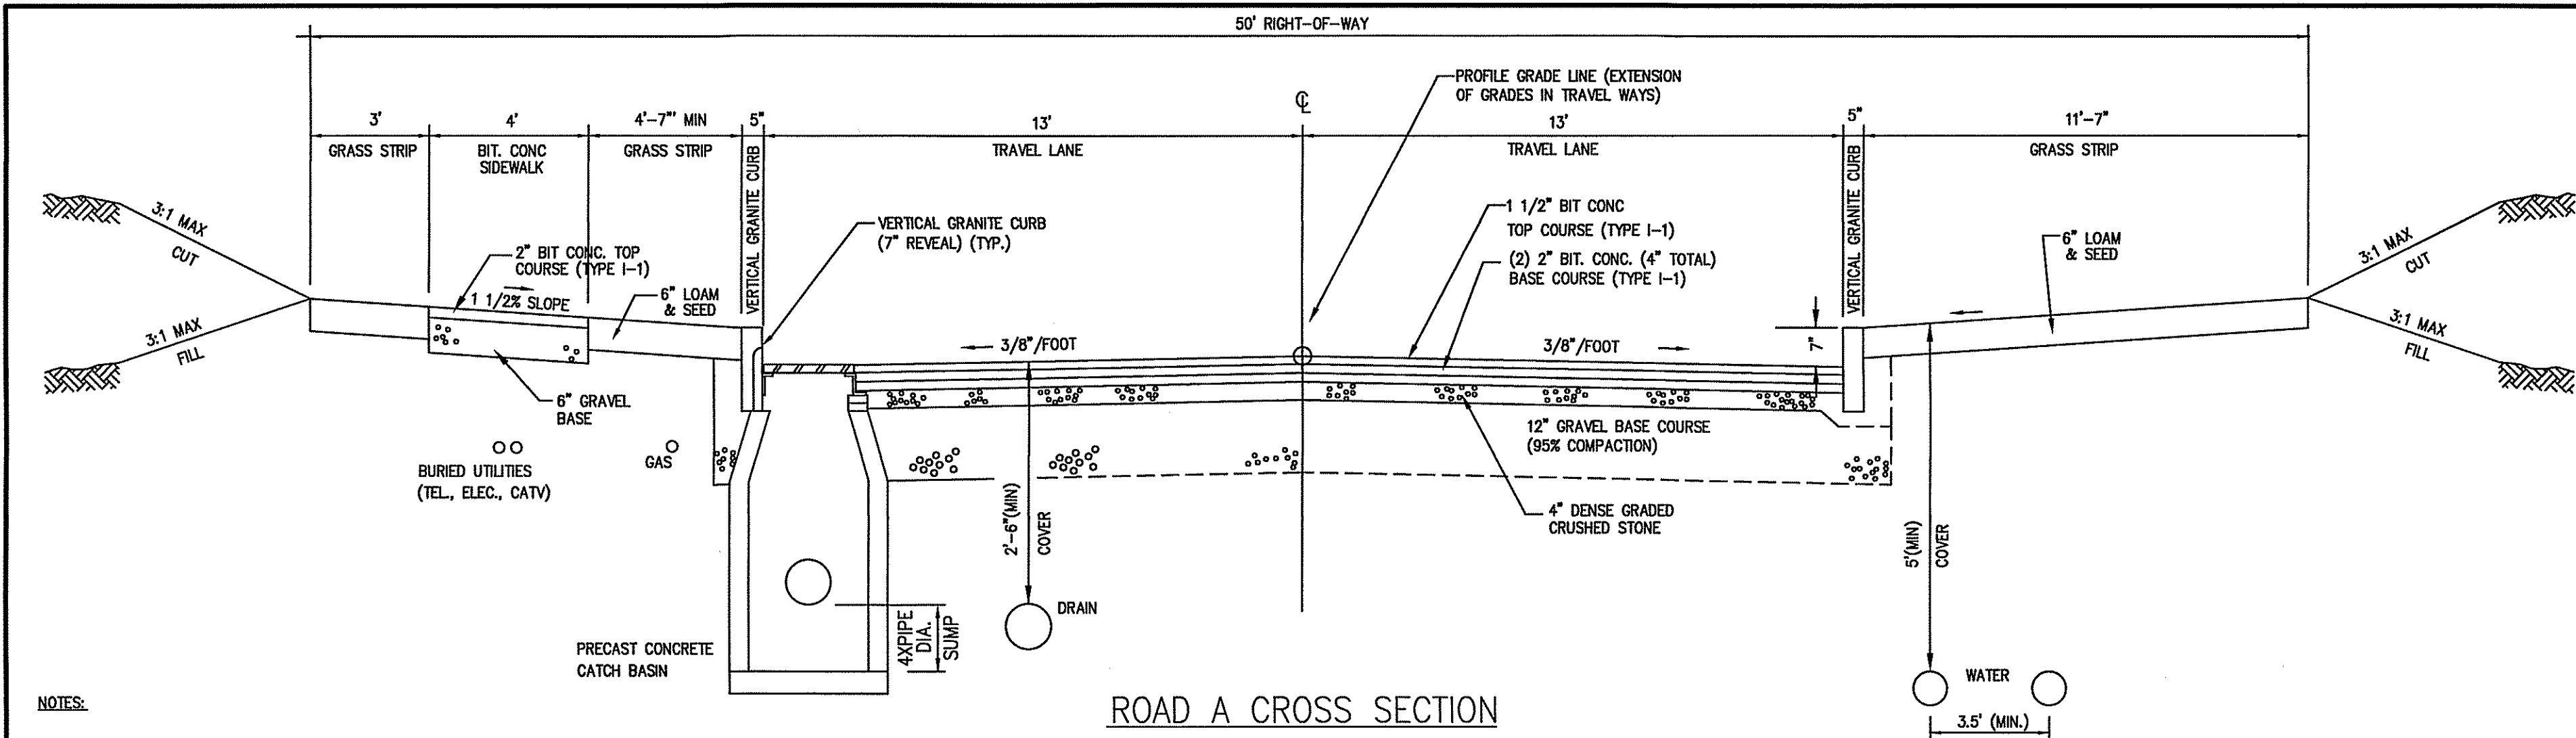 50' RIGHT-OF-WAY
PROFILE GRADE LINE (EXTENSION
OF GRADES IN TRAVEL WAYS)
℄
3'
4'
4'-7"' MIN
5"
13'
13'
5"
11'-7"
GRASS STRIP
BIT. CONC
SIDEWALK
GRASS STRIP
VERTICAL GRANITE CURB
TRAVEL LANE
TRAVEL LANE
VERTICAL GRANITE CURB
GRASS STRIP
3:1 MAX
CUT
3:1 MAX
FILL
2" BIT CONC. TOP
COURSE (TYPE I-1)
1 1/2% SLOPE
6" LOAM
& SEED
VERTICAL GRANITE CURB
(7" REVEAL) (TYP.)
1 1/2" BIT CONC
TOP COURSE (TYPE I-1)
(2) 2" BIT. CONC. (4" TOTAL)
BASE COURSE (TYPE I-1)
6" LOAM
& SEED
3:1 MAX
CUT
3:1 MAX
FILL
3/8"/FOOT
3/8"/FOOT
7"
6" GRAVEL
BASE
BURIED UTILITIES
(TEL., ELEC., CATV)
GAS
12" GRAVEL BASE COURSE
(95% COMPACTION)
4" DENSE GRADED
CRUSHED STONE
2'-6"(MIN)
COVER
5'(MIN)
COVER
DRAIN
4XPIPE
DIA.
SUMP
PRECAST CONCRETE
CATCH BASIN
WATER
3.5' (MIN.)
NOTES:
ROAD A CROSS SECTION